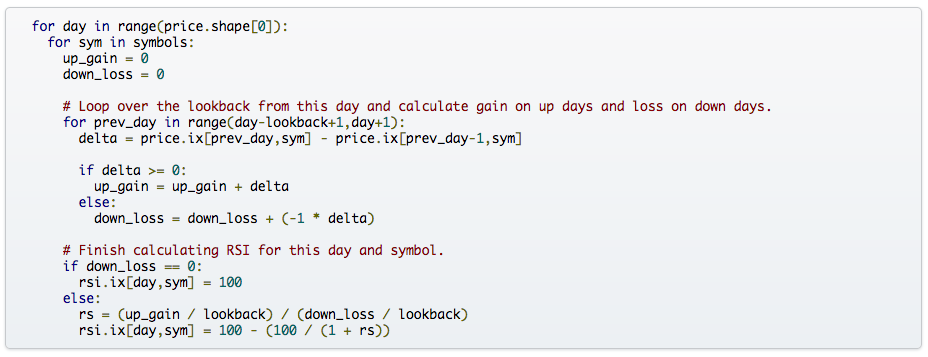 for day in range(price.shape[0]):
  for sym in symbols:
    up_gain = 0
    down_loss = 0

    # Loop over the lookback from this day and calculate gain on up days and loss on down days.
    for prev_day in range(day-lookback+1,day+1):
      delta = price.ix[prev_day,sym] - price.ix[prev_day-1,sym]

      if delta >= 0:
        up_gain = up_gain + delta
      else:
        down_loss = down_loss + (-1 * delta)

    # Finish calculating RSI for this day and symbol.
    if down_loss == 0:
      rsi.ix[day,sym] = 100
    else:
      rs = (up_gain / lookback) / (down_loss / lookback)
      rsi.ix[day,sym] = 100 - (100 / (1 + rs))